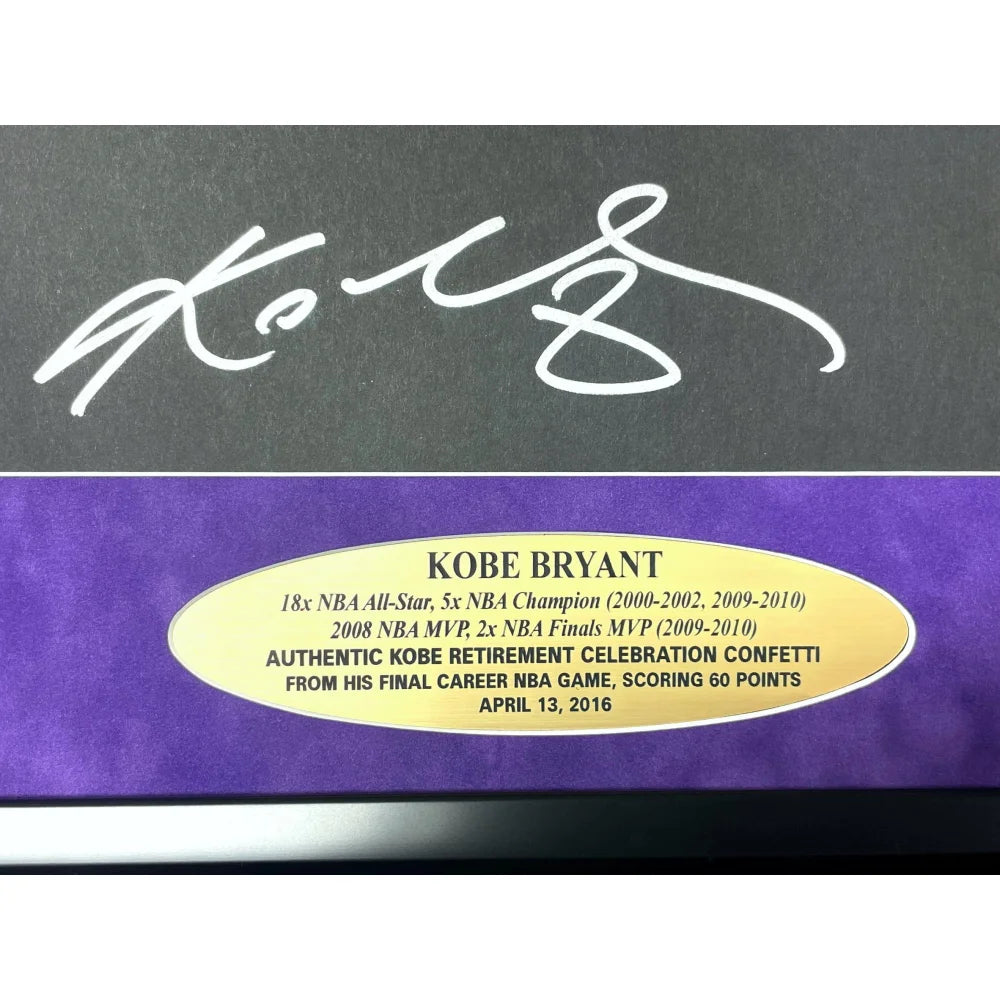 Kobe
KOBE BRYANT
18x NBA All-Star, 5x NBA Champion (2000-2002, 2009-2010)
2008 NBA MVP, 2x NBA Finals MVP (2009-2010)
AUTHENTIC KOBE RETIREMENT CELEBRATION CONFETTI
FROM HIS FINAL CAREER NBA GAME, SCORING 60 POINTS
APRIL 13, 2016